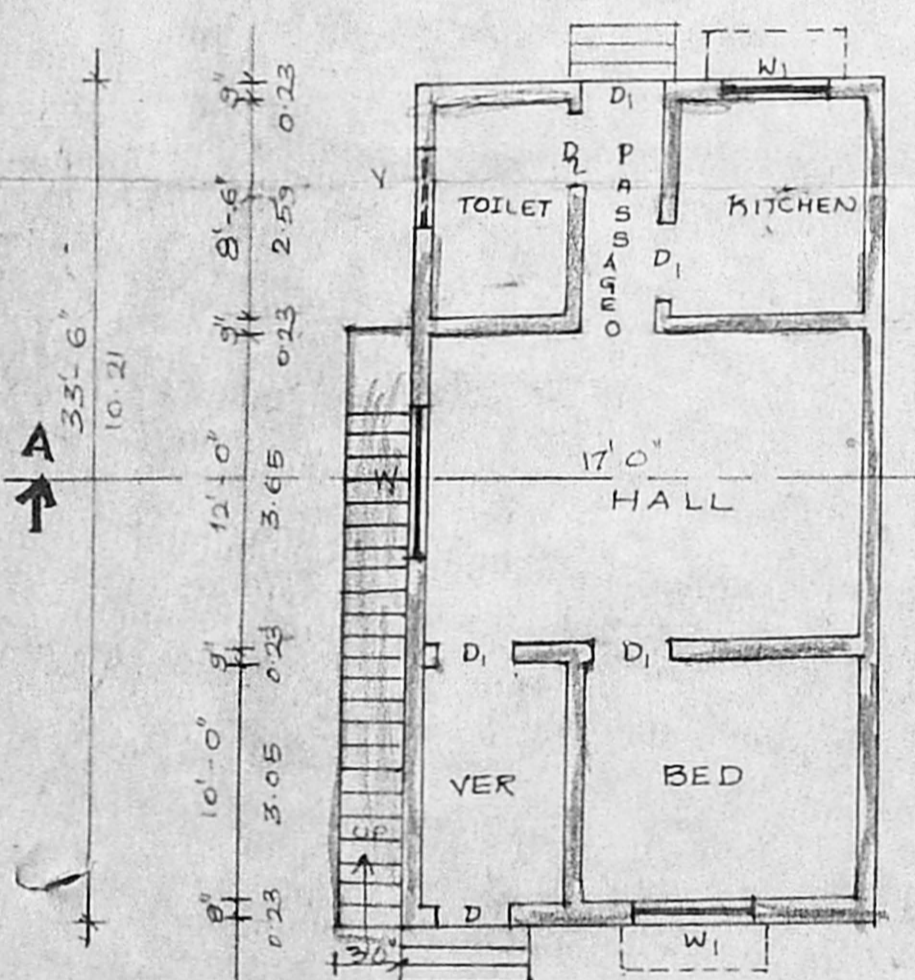 W1
D1
9"
0.23
D2
PASSAGE
V
TOILET
KITCHEN
8'-6"
2.59
D1
O
9"
0.23
33'-6"
10.21
A
17'0"
W
HALL
12'-0"
3.65
D1
D1
9"
0.23
VER
BED
10'-0"
3.05
UP
D
9"
0.23
W1
3'0"